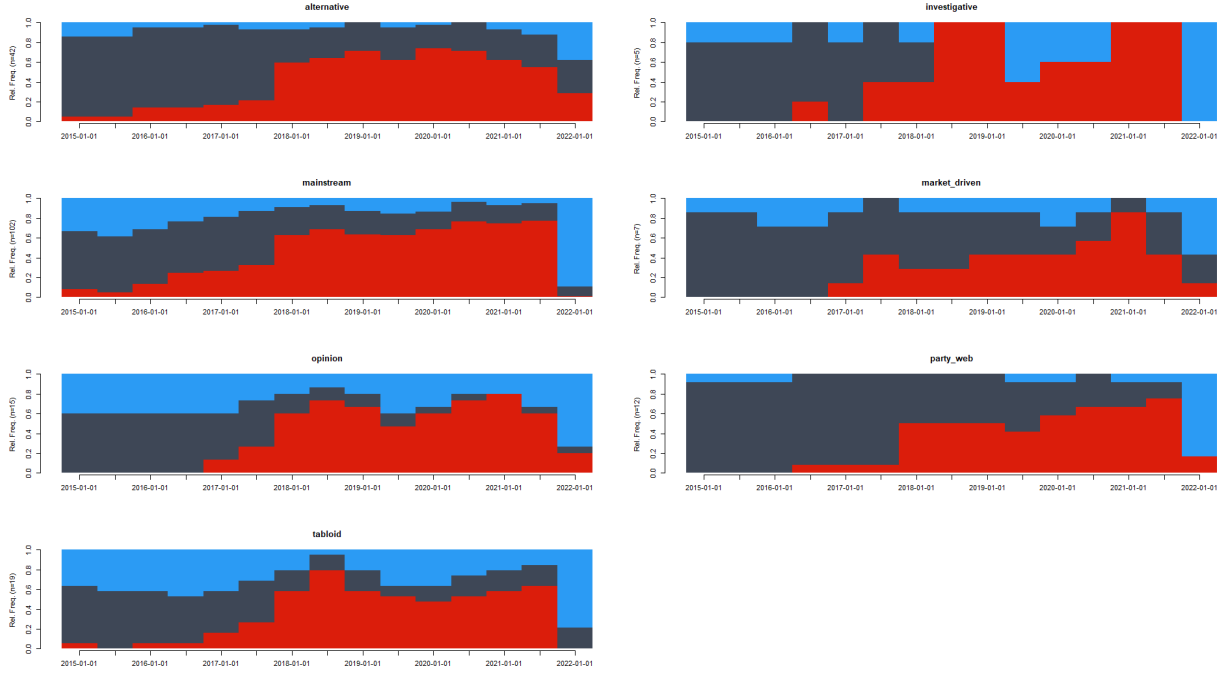 alternative
Rel. Freq. (n=42)
0.0 0.2 0.4 0.6 0.8 1.0
2015-01-01 2016-01-01 2017-01-01 2018-01-01 2019-01-01 2020-01-01 2021-01-01 2022-01-01
investigative
Rel. Freq. (n=5)
0.0 0.2 0.4 0.6 0.8 1.0
2015-01-01 2016-01-01 2017-01-01 2018-01-01 2019-01-01 2020-01-01 2021-01-01 2022-01-01
mainstream
Rel. Freq. (n=102)
0.0 0.2 0.4 0.6 0.8 1.0
2015-01-01 2016-01-01 2017-01-01 2018-01-01 2019-01-01 2020-01-01 2021-01-01 2022-01-01
market_driven
Rel. Freq. (n=7)
0.0 0.2 0.4 0.6 0.8 1.0
2015-01-01 2016-01-01 2017-01-01 2018-01-01 2019-01-01 2020-01-01 2021-01-01 2022-01-01
opinion
Rel. Freq. (n=15)
0.0 0.2 0.4 0.6 0.8 1.0
2015-01-01 2016-01-01 2017-01-01 2018-01-01 2019-01-01 2020-01-01 2021-01-01 2022-01-01
party_web
Rel. Freq. (n=12)
0.0 0.2 0.4 0.6 0.8 1.0
2015-01-01 2016-01-01 2017-01-01 2018-01-01 2019-01-01 2020-01-01 2021-01-01 2022-01-01
tabloid
Rel. Freq. (n=19)
0.0 0.2 0.4 0.6 0.8 1.0
2015-01-01 2016-01-01 2017-01-01 2018-01-01 2019-01-01 2020-01-01 2021-01-01 2022-01-01